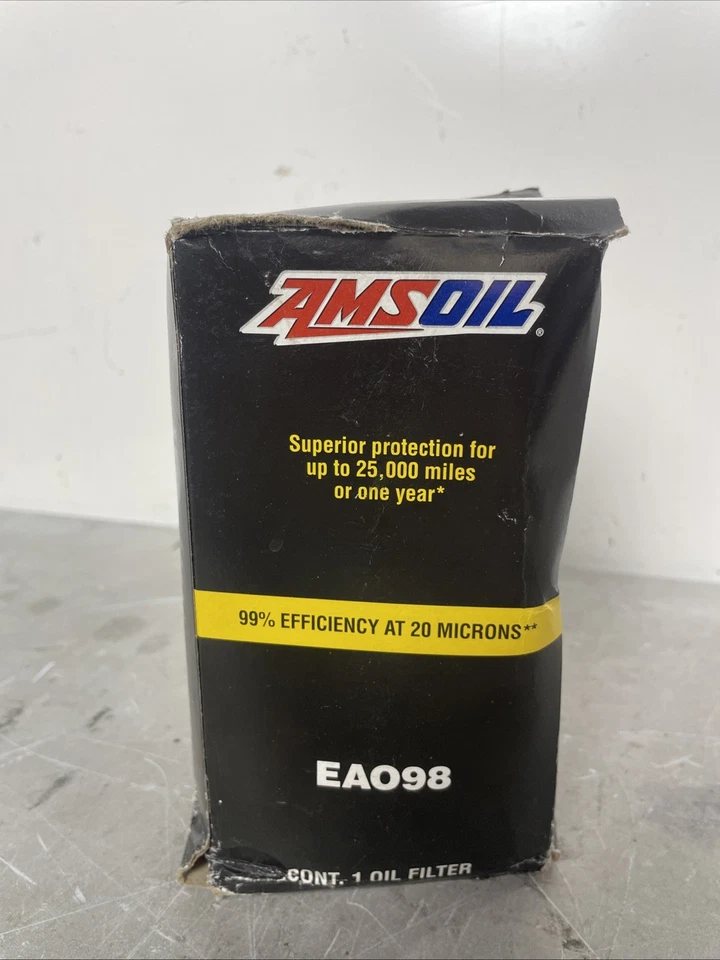 AMSOIL®
Superior protection for
up to 25,000 miles
or one year*
99% EFFICIENCY AT 20 MICRONS**
EAO98
CONT. 1 OIL FILTER